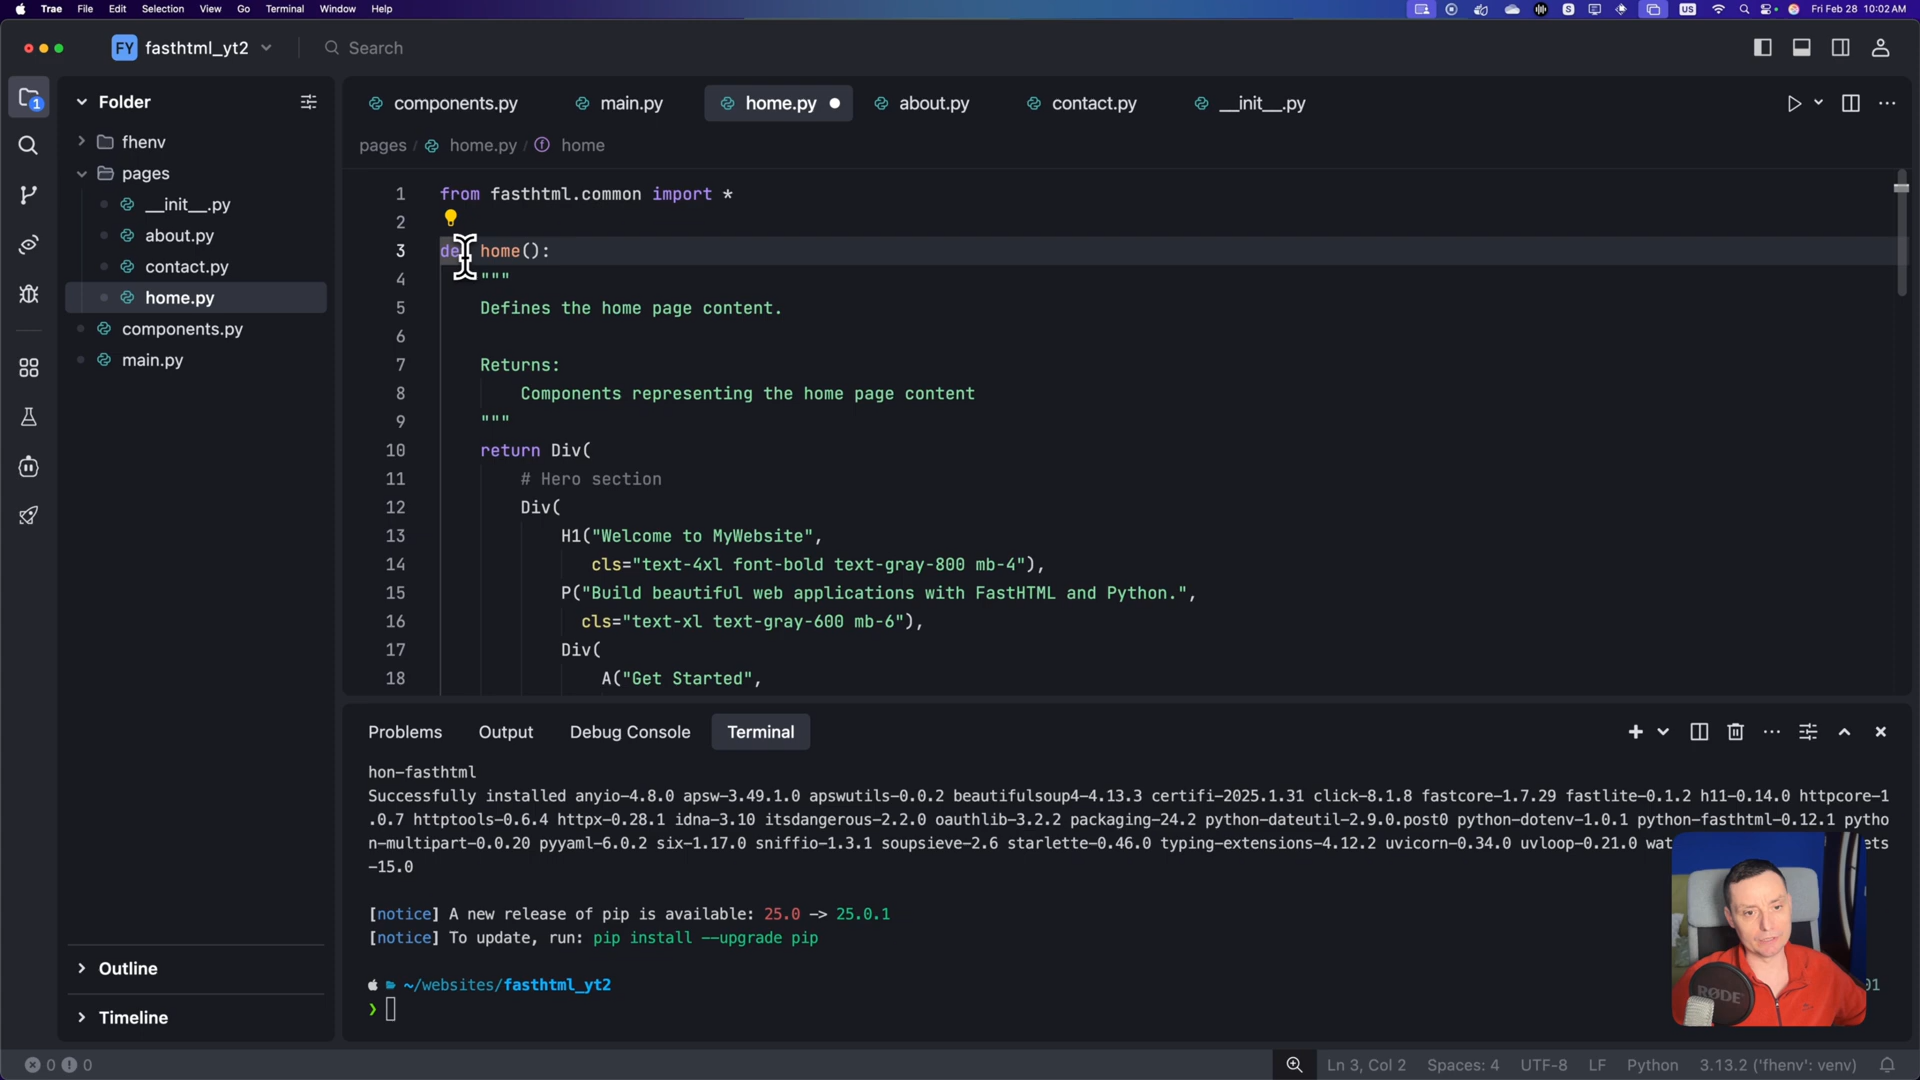 Trae File Edit Selection View Go Terminal Window Help
S US Fri Feb 28 10:02 AM
FY fasthtml_yt2 Search
1 Folder
fhenv
pages
__init__.py
about.py
contact.py
home.py
components.py
main.py
Outline
Timeline
components.py main.py home.py about.py contact.py __init__.py
pages / home.py / home
1 from fasthtml.common import *
2
3 de home():
4 """
5 Defines the home page content.
6
7 Returns:
8 Components representing the home page content
9 """
10 return Div(
11 # Hero section
12 Div(
13 H1("Welcome to MyWebsite",
14 cls="text-4xl font-bold text-gray-800 mb-4"),
15 P("Build beautiful web applications with FastHTML and Python.",
16 cls="text-xl text-gray-600 mb-6"),
17 Div(
18 A("Get Started",
Problems Output Debug Console Terminal
hon-fasthtml
Successfully installed anyio-4.8.0 apsw-3.49.1.0 apswutils-0.0.2 beautifulsoup4-4.13.3 certifi-2025.1.31 click-8.1.8 fastcore-1.7.29 fastlite-0.1.2 h11-0.14.0 httpcore-1
.0.7 httptools-0.6.4 httpx-0.28.1 idna-3.10 itsdangerous-2.2.0 oauthlib-3.2.2 packaging-24.2 python-dateutil-2.9.0.post0 python-dotenv-1.0.1 python-fasthtml-0.12.1 pytho
n-multipart-0.0.20 pyyaml-6.0.2 six-1.17.0 sniffio-1.3.1 soupsieve-2.6 starlette-0.46.0 typing-extensions-4.12.2 uvicorn-0.34.0 uvloop-0.21.0 wat ets
-15.0
[notice] A new release of pip is available: 25.0 -> 25.0.1
[notice] To update, run: pip install --upgrade pip
~/websites/fasthtml_yt2
❯
RØDE
0 0 Ln 3, Col 2 Spaces: 4 UTF-8 LF Python 3.13.2 ('fhenv': venv)